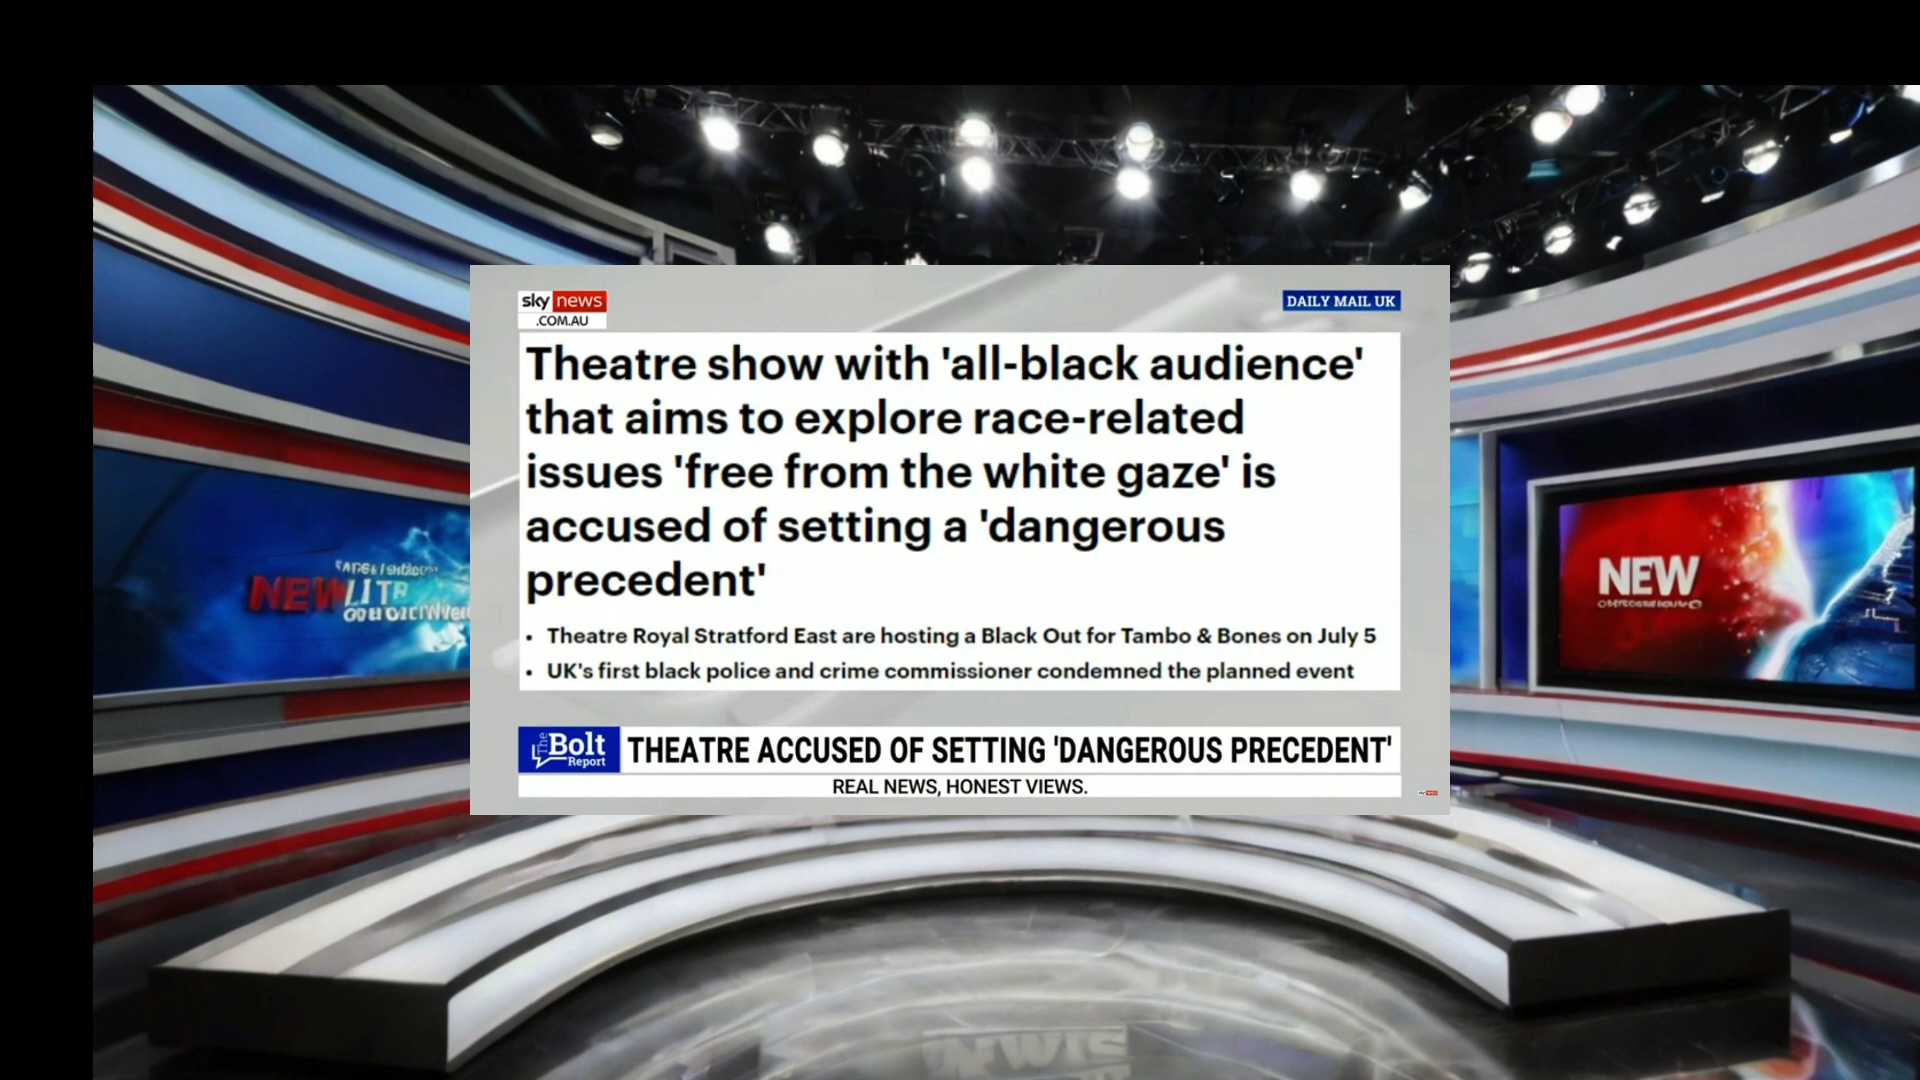 sky news
.COM.AU
DAILY MAIL UK
Theatre show with 'all-black audience'
that aims to explore race-related
issues 'free from the white gaze' is
accused of setting a 'dangerous
precedent'
• Theatre Royal Stratford East are hosting a Black Out for Tambo & Bones on July 5
• UK's first black police and crime commissioner condemned the planned event
The Bolt Report
THEATRE ACCUSED OF SETTING 'DANGEROUS PRECEDENT'
REAL NEWS, HONEST VIEWS.
NEW
NEW